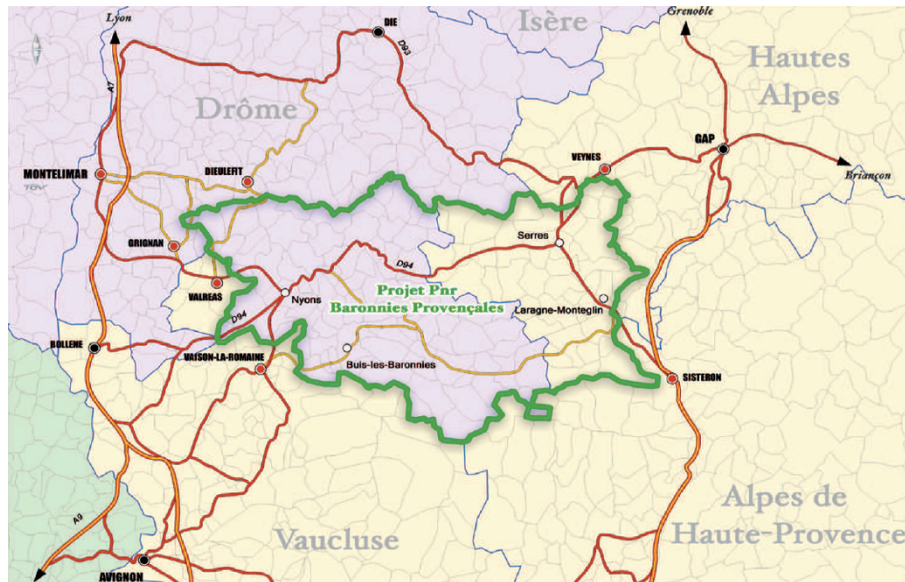 Lyon
A7
DIE
D93
Isère
Grenoble
Hautes
Alpes
Drôme
GAP
VEYNES
Briançon
MONTELIMAR
TGV
DIEULEFIT
GRIGNAN
Serres
D94
VALREAS
Nyons
Projet Pnr
Baronnies Provençales
Laragne-Monteglin
D94
BOLLENE
VAISON-LA-ROMAINE
Buis-les-Baronnies
SISTERON
A9
Vaucluse
Alpes de
Haute-Provence
AVIGNON